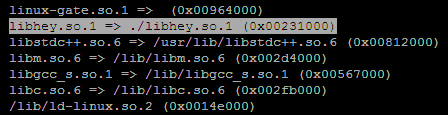 linux-gate.so.1 =>  (0x00964000)
libhey.so.1 => ./libhey.so.1 (0x00231000)
libstdc++.so.6 => /usr/lib/libstdc++.so.6 (0x00812000)
libm.so.6 => /lib/libm.so.6 (0x002d4000)
libgcc_s.so.1 => /lib/libgcc_s.so.1 (0x00567000)
libc.so.6 => /lib/libc.so.6 (0x002fb000)
/lib/ld-linux.so.2 (0x0014e000)